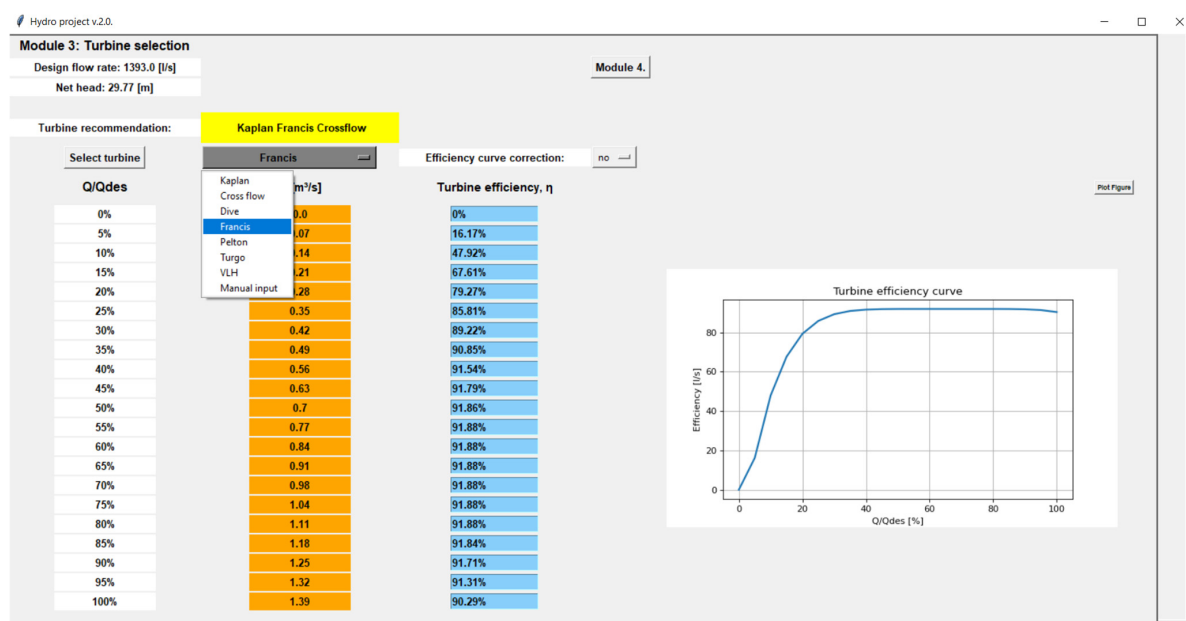 Hydro project v.2.0.
Module 3: Turbine selection
Design flow rate: 1393.0 [l/s]
Module 4.
Net head: 29.77 [m]
Turbine recommendation:
Kaplan Francis Crossflow
Select turbine
Francis
Efficiency curve correction:
no
Q/Qdes
m³/s]
Turbine efficiency, η
Plot Figure
Kaplan
Cross flow
Dive
Francis
Pelton
Turgo
VLH
Manual input
0% .0 0%
5% .07 16.17%
10% .14 47.92%
15% .21 67.61%
20% .28 79.27%
25% 0.35 85.81%
30% 0.42 89.22%
35% 0.49 90.85%
40% 0.56 91.54%
45% 0.63 91.79%
50% 0.7 91.86%
55% 0.77 91.88%
60% 0.84 91.88%
65% 0.91 91.88%
70% 0.98 91.88%
75% 1.04 91.88%
80% 1.11 91.88%
85% 1.18 91.84%
90% 1.25 91.71%
95% 1.32 91.31%
100% 1.39 90.29%
Turbine efficiency curve
Efficiency [l/s]
80
60
40
20
0
0 20 40 60 80 100
Q/Qdes [%]